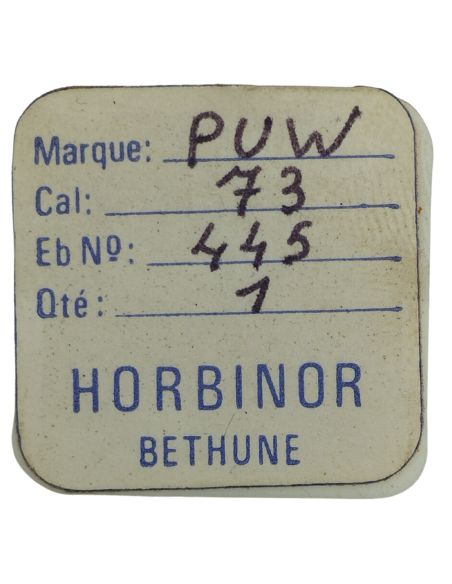 Marque: PUW
Cal: 73
Eb Nº: 445
Qté: 1
HORBINOR
BETHUNE